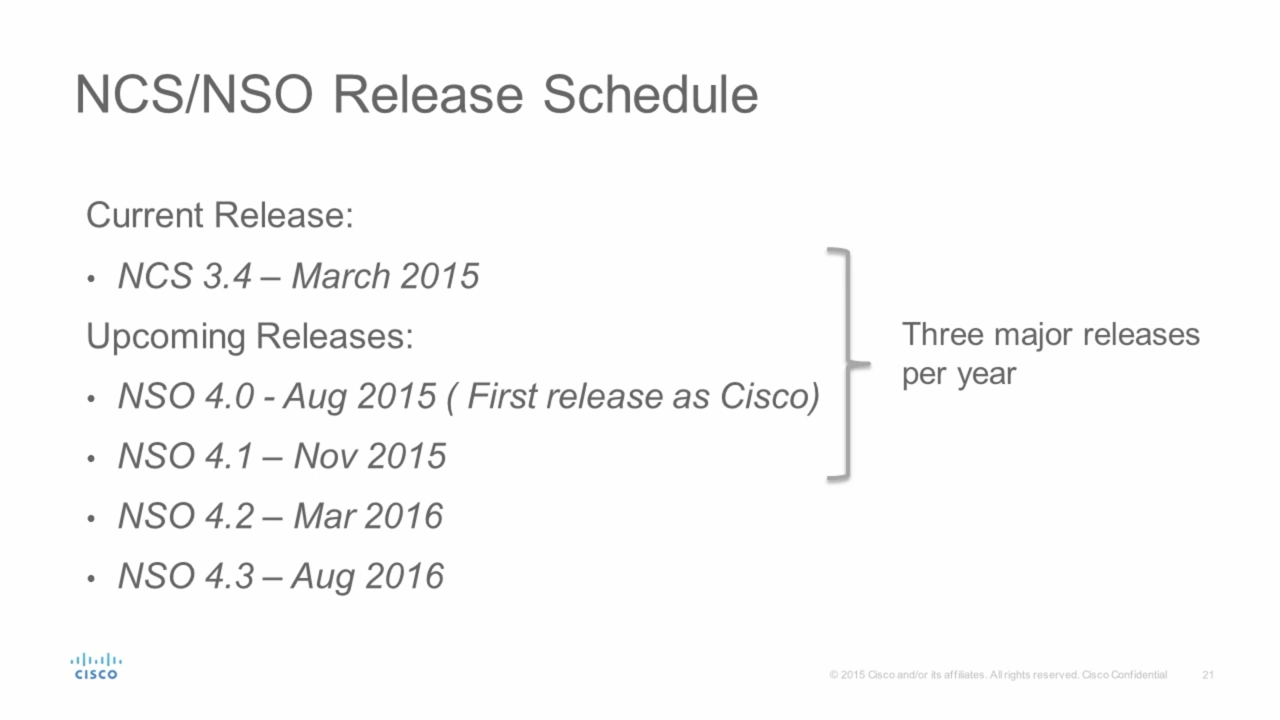 NCS/NSO Release Schedule
Current Release:
• NCS 3.4 – March 2015
Upcoming Releases:
• NSO 4.0 - Aug 2015 ( First release as Cisco)
• NSO 4.1 – Nov 2015
• NSO 4.2 – Mar 2016
• NSO 4.3 – Aug 2016
Three major releases
per year
CISCO
© 2015 Cisco and/or its affiliates. All rights reserved. Cisco Confidential
21